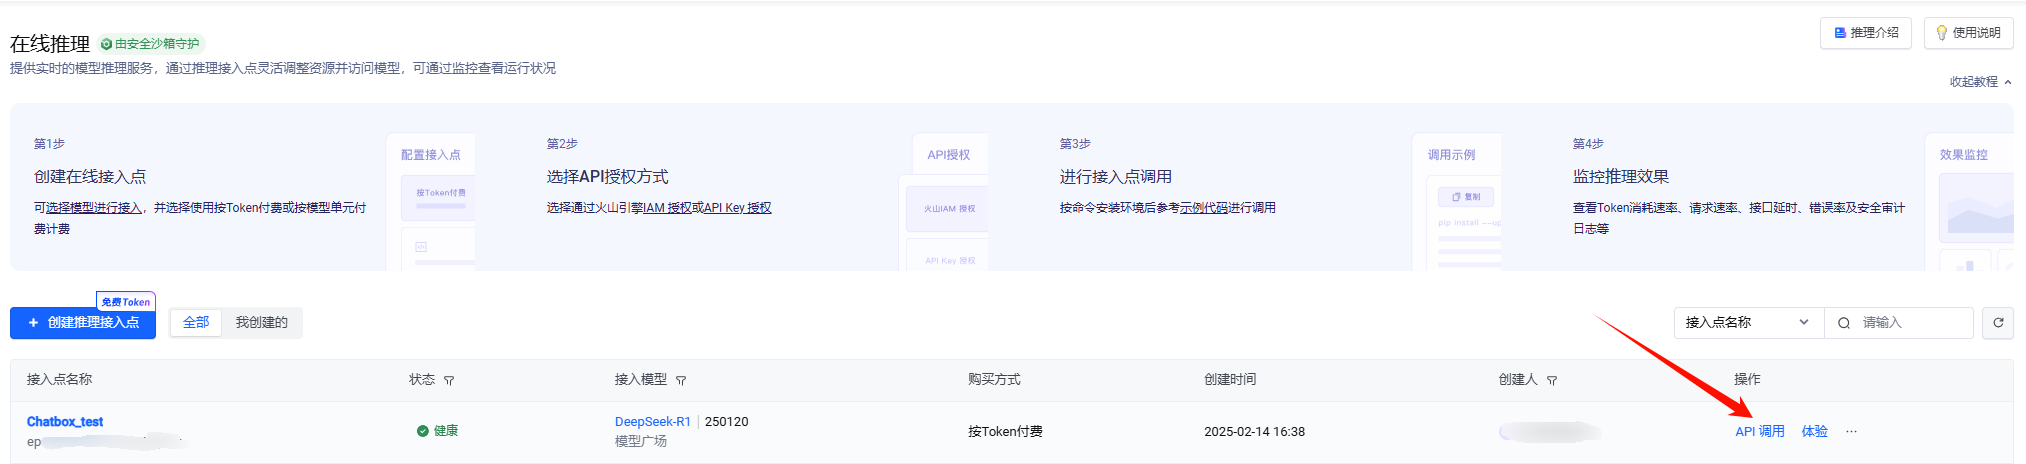 在线推理 由安全沙箱守护
推理介绍
使用说明
提供实时的模型推理服务，通过推理接入点灵活调整资源并访问模型，可通过监控查看运行状况
收起教程
第1步
创建在线接入点
可选择模型进行接入，并选择使用按Token付费或按模型单元付
费计费
配置接入点
按Token付费
第2步
选择API授权方式
选择通过火山引擎IAM 授权或API Key 授权
API授权
火山IAM 授权
API Key 授权
第3步
进行接入点调用
按命令安装环境后参考示例代码进行调用
调用示例
复制
pip install --up
第4步
监控推理效果
查看Token消耗速率、请求速率、接口延时、错误率及安全审计
日志等
效果监控
免费Token
+ 创建推理接入点
全部 我创建的
接入点名称 请输入
接入点名称 状态 接入模型 购买方式 创建时间 创建人 操作
Chatbox_test
ep
健康
DeepSeek-R1 | 250120
模型广场
按Token付费
2025-02-14 16:38
API 调用 体验 ···